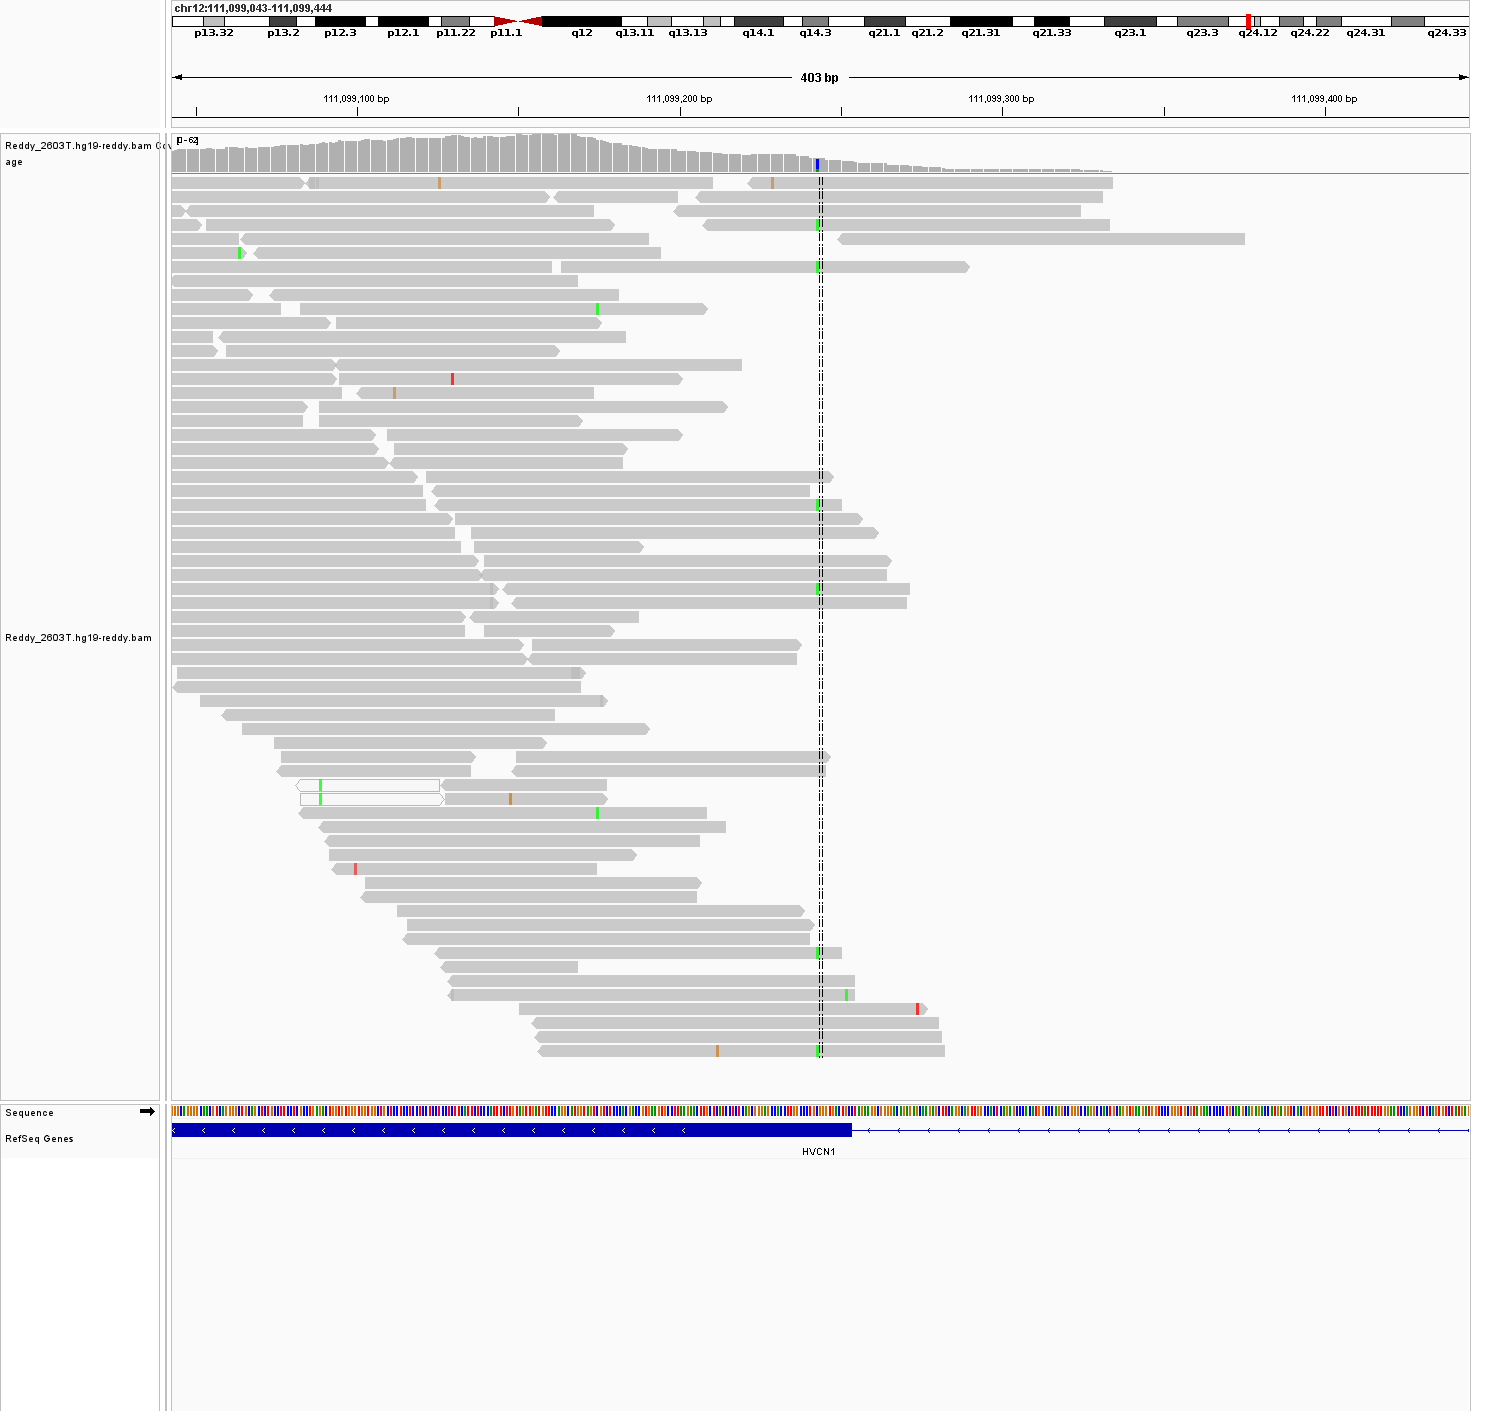 chr12:111,099,043-111,099,444
p13.32 p13.2 p12.3 p12.1 p11.22 p11.1 q12 q13.11 q13.13 q14.1 q14.3 q21.1 q21.2 q21.31 q21.33 q23.1 q23.3 q24.12 q24.22 q24.31 q24.33
403 bp
111,099,100 bp 111,099,200 bp 111,099,300 bp 111,099,400 bp
[0-62]
Reddy_2603T.hg19-reddy.bam Cov
age
Reddy_2603T.hg19-reddy.bam
Sequence
RefSeq Genes
HVCN1